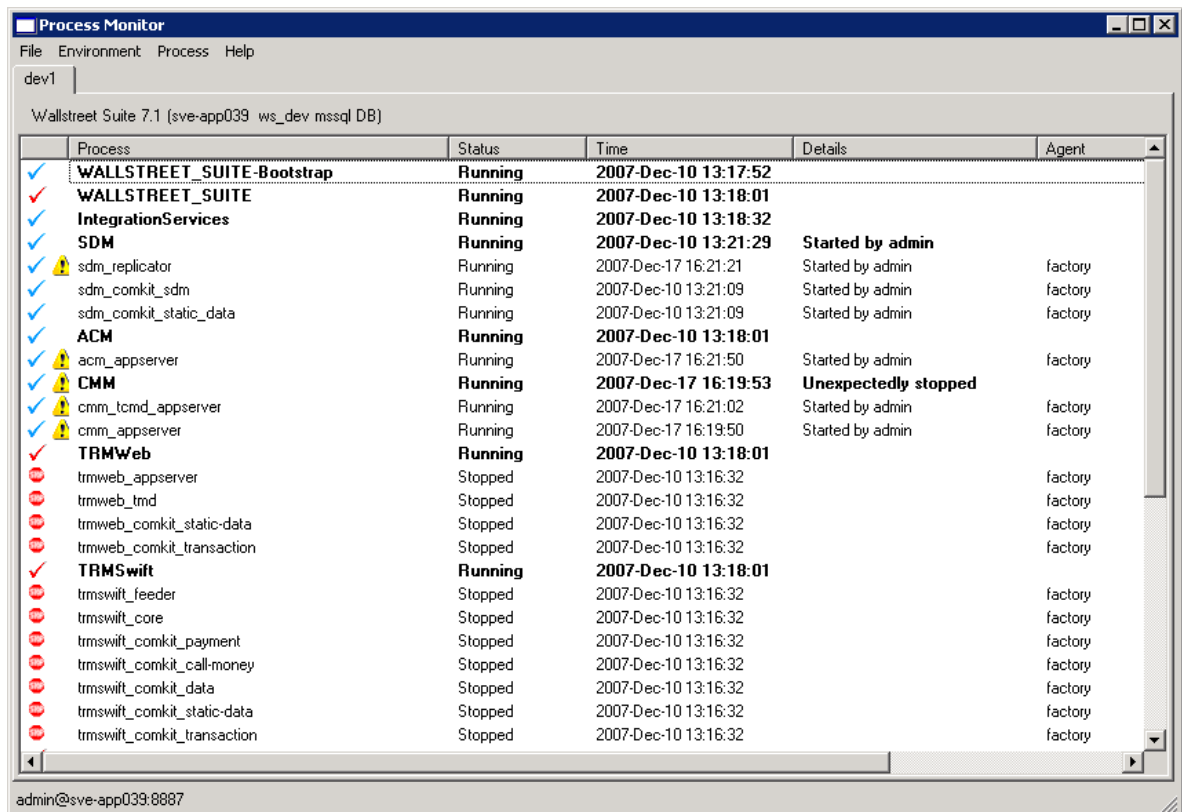 Process Monitor
File Environment Process Help
dev1
Wallstreet Suite 7.1 (sve-app039 ws_dev mssql DB)
Process Status Time Details Agent
WALLSTREET_SUITE-Bootstrap Running 2007-Dec-10 13:17:52
WALLSTREET_SUITE Running 2007-Dec-10 13:18:01
IntegrationServices Running 2007-Dec-10 13:18:32
SDM Running 2007-Dec-10 13:21:29 Started by admin
sdm_replicator Running 2007-Dec-17 16:21:21 Started by admin factory
sdm_comkit_sdm Running 2007-Dec-10 13:21:09 Started by admin factory
sdm_comkit_static_data Running 2007-Dec-10 13:21:09 Started by admin factory
ACM Running 2007-Dec-10 13:18:01
acm_appserver Running 2007-Dec-17 16:21:50 Started by admin factory
CMM Running 2007-Dec-17 16:19:53 Unexpectedly stopped
cmm_tcmd_appserver Running 2007-Dec-17 16:21:02 Started by admin factory
cmm_appserver Running 2007-Dec-17 16:19:50 Started by admin factory
TRMWeb Running 2007-Dec-10 13:18:01
trmweb_appserver Stopped 2007-Dec-10 13:16:32 factory
trmweb_tmd Stopped 2007-Dec-10 13:16:32 factory
trmweb_comkit_static-data Stopped 2007-Dec-10 13:16:32 factory
trmweb_comkit_transaction Stopped 2007-Dec-10 13:16:32 factory
TRMSwift Running 2007-Dec-10 13:18:01
trmswift_feeder Stopped 2007-Dec-10 13:16:32 factory
trmswift_core Stopped 2007-Dec-10 13:16:32 factory
trmswift_comkit_payment Stopped 2007-Dec-10 13:16:32 factory
trmswift_comkit_call-money Stopped 2007-Dec-10 13:16:32 factory
trmswift_comkit_data Stopped 2007-Dec-10 13:16:32 factory
trmswift_comkit_static-data Stopped 2007-Dec-10 13:16:32 factory
trmswift_comkit_transaction Stopped 2007-Dec-10 13:16:32 factory
admin@sve-app039:8887